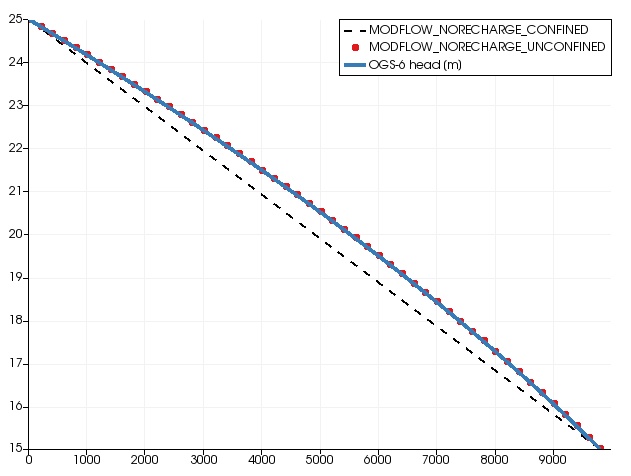 MODFLOW_NORECHARGE_CONFINED
MODFLOW_NORECHARGE_UNCONFINED
OGS-6 head (m)
25
24
23
22
21
20
19
18
17
16
15
0 1000 2000 3000 4000 5000 6000 7000 8000 9000